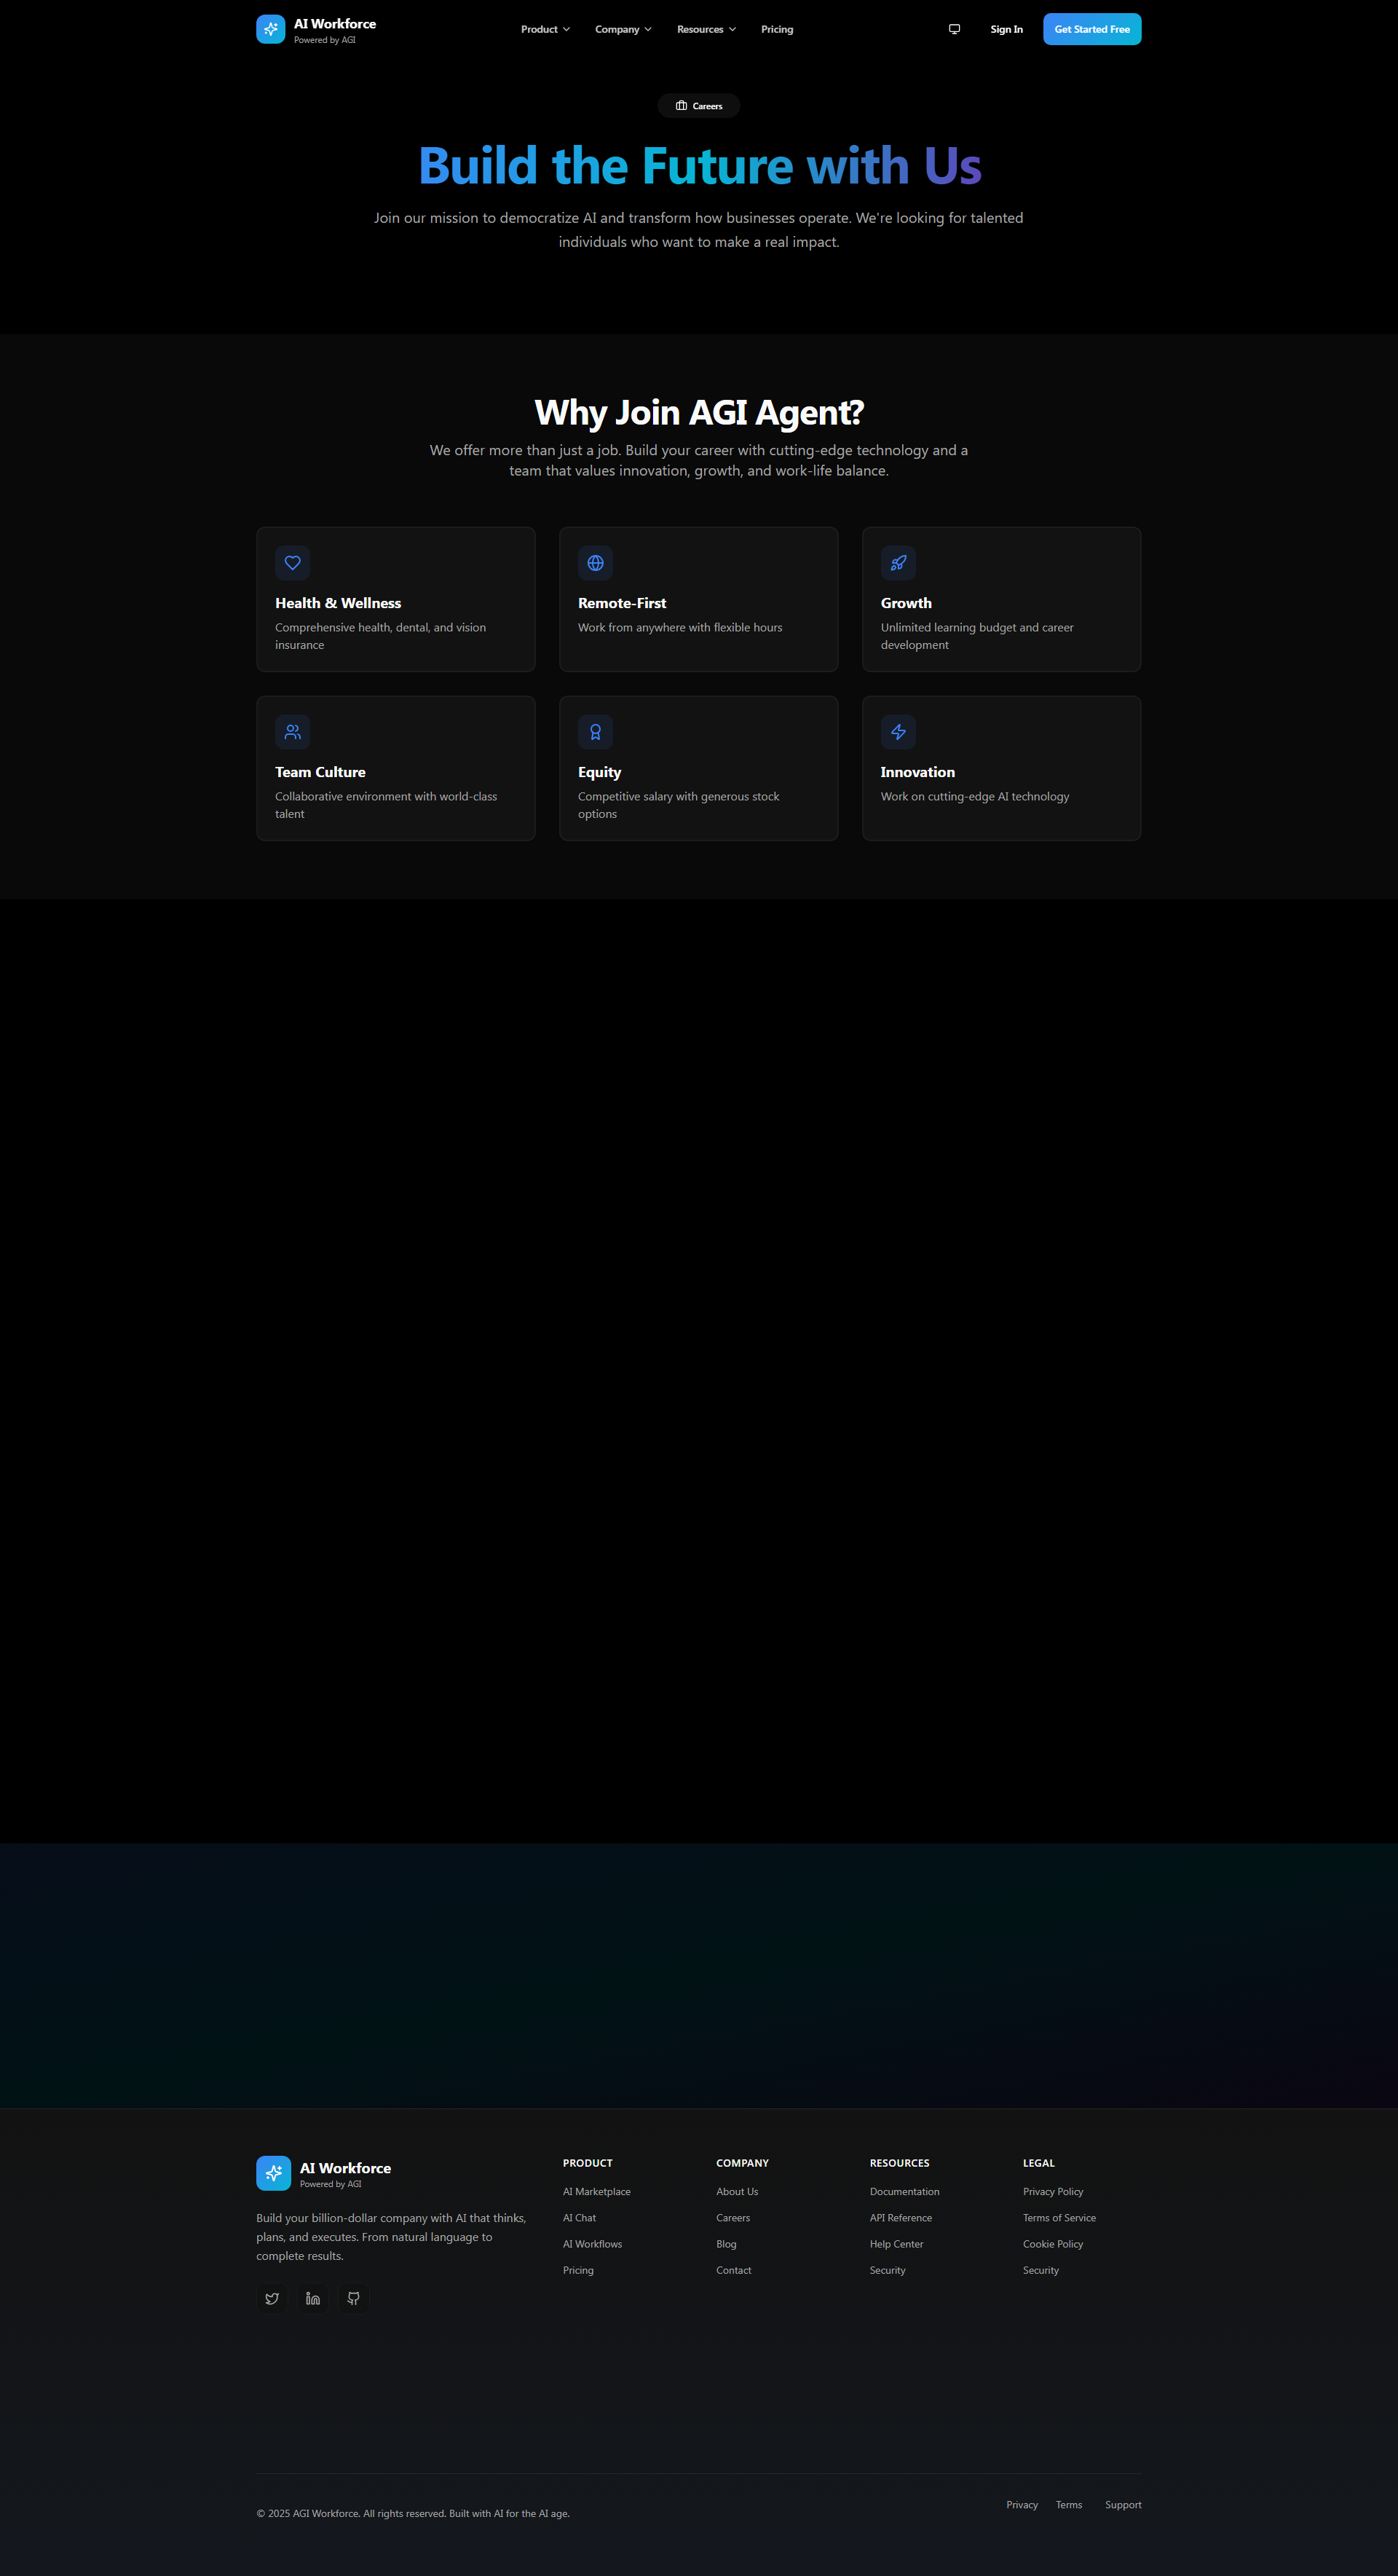 AI Workforce
Powered by AGI
Product
Company
Resources
Pricing
Sign In
Get Started Free
Careers
Build the Future with Us
Join our mission to democratize AI and transform how businesses operate. We're looking for talented
individuals who want to make a real impact.
Why Join AGI Agent?
We offer more than just a job. Build your career with cutting-edge technology and a
team that values innovation, growth, and work-life balance.
Health & Wellness
Comprehensive health, dental, and vision
insurance
Remote-First
Work from anywhere with flexible hours
Growth
Unlimited learning budget and career
development
Team Culture
Collaborative environment with world-class
talent
Equity
Competitive salary with generous stock
options
Innovation
Work on cutting-edge AI technology
AI Workforce
Powered by AGI
Build your billion-dollar company with AI that thinks,
plans, and executes. From natural language to
complete results.
PRODUCT
AI Marketplace
AI Chat
AI Workflows
Pricing
COMPANY
About Us
Careers
Blog
Contact
RESOURCES
Documentation
API Reference
Help Center
Security
LEGAL
Privacy Policy
Terms of Service
Cookie Policy
Security
© 2025 AGI Workforce. All rights reserved. Built with AI for the AI age.
Privacy
Terms
Support